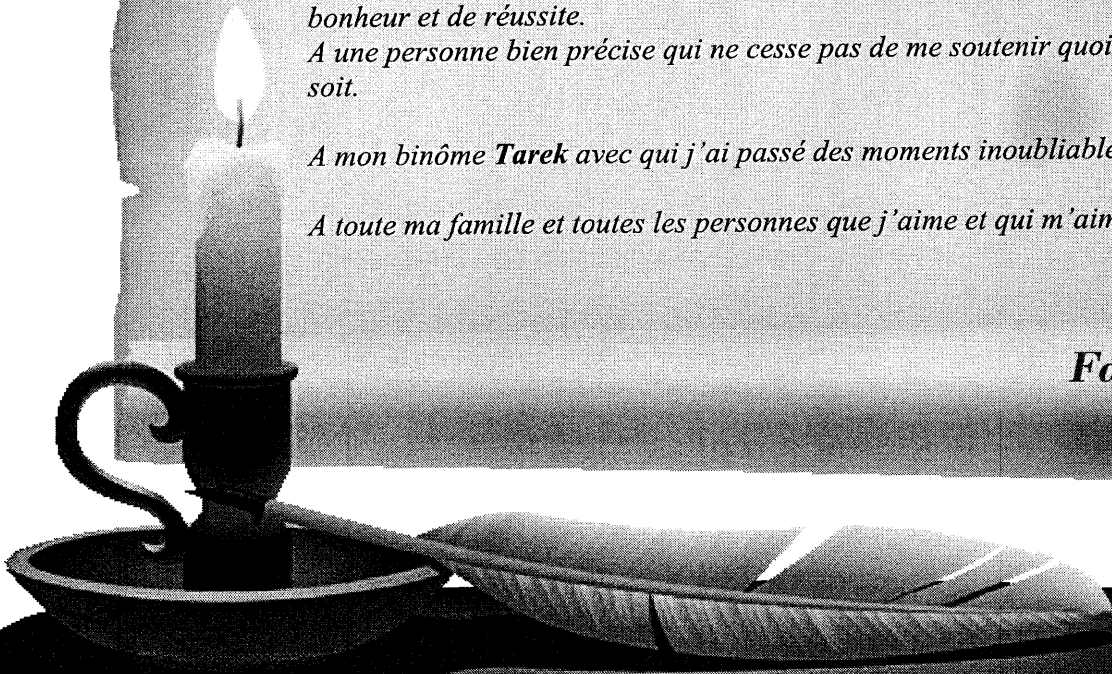 bonheur et de réussite.
A une personne bien précise qui ne cesse pas de me soutenir quoi
soit.
A mon binôme Tarek avec qui j'ai passé des moments inoubliable
A toute ma famille et toutes les personnes que j'aime et qui m'aim
Fa